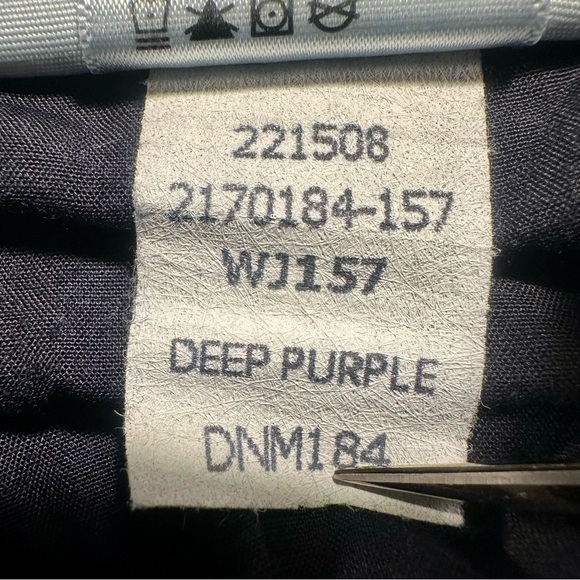 221508
2170184-157
WJ157
DEEP PURPLE
DNM184